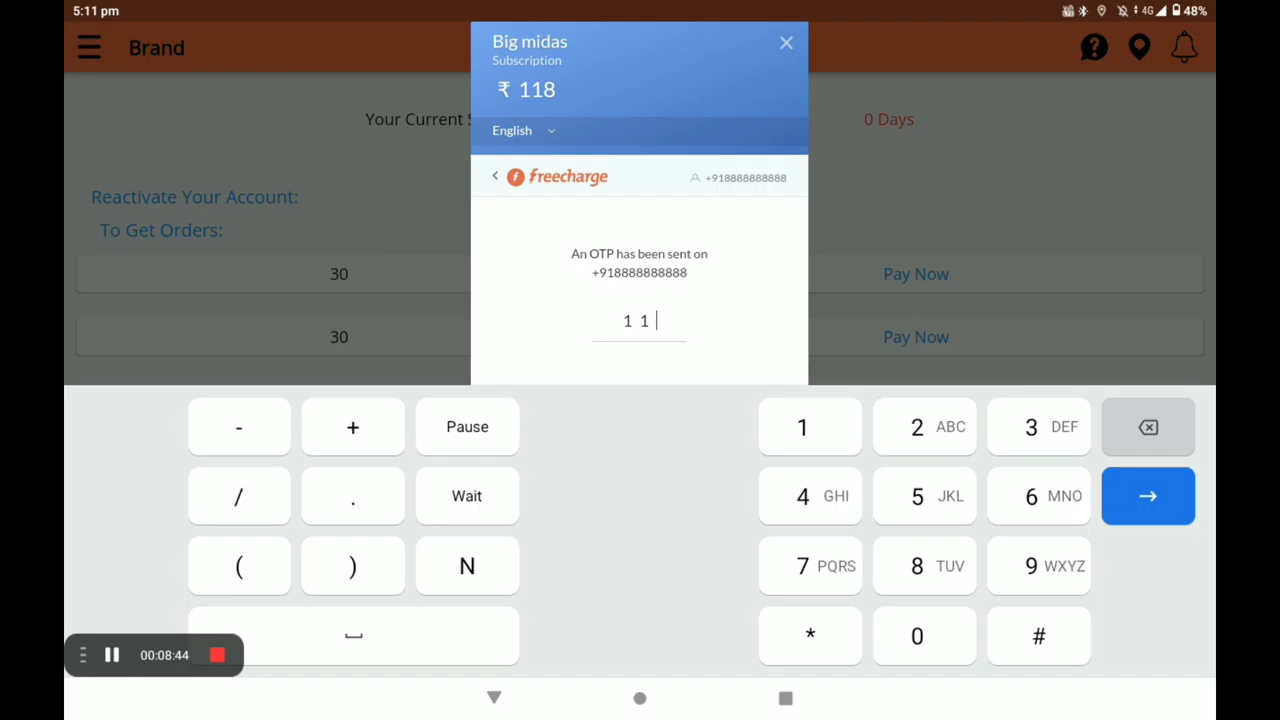 5:11 pm
4G 48%
Brand
Big midas
Subscription
₹ 118
English
Your Current S
0 Days
freecharge
+918888888888
Reactivate Your Account:
To Get Orders:
An OTP has been sent on
+918888888888
30
Pay Now
1 1
30
Pay Now
- + Pause 1 2 ABC 3 DEF
/ . Wait 4 GHI 5 JKL 6 MNO
( ) N 7 PQRS 8 TUV 9 WXYZ
* 0 #
00:08:44